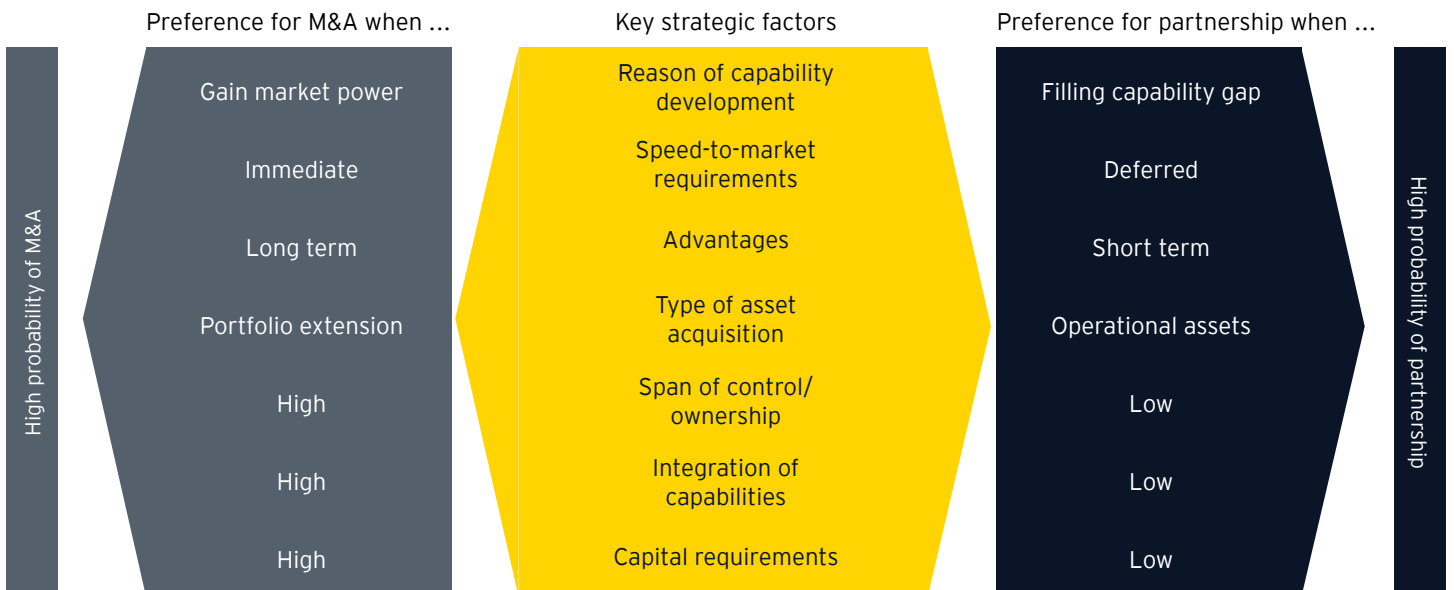 Preference for M&A when ...
Key strategic factors
Preference for partnership when ...
High probability of M&A
Gain market power
Reason of capability
development
Filling capability gap
Immediate
Speed-to-market
requirements
Deferred
Long term
Advantages
Short term
Portfolio extension
Type of asset
acquisition
Operational assets
High
Span of control/
ownership
Low
High
Integration of
capabilities
Low
High
Capital requirements
Low
High probability of partnership